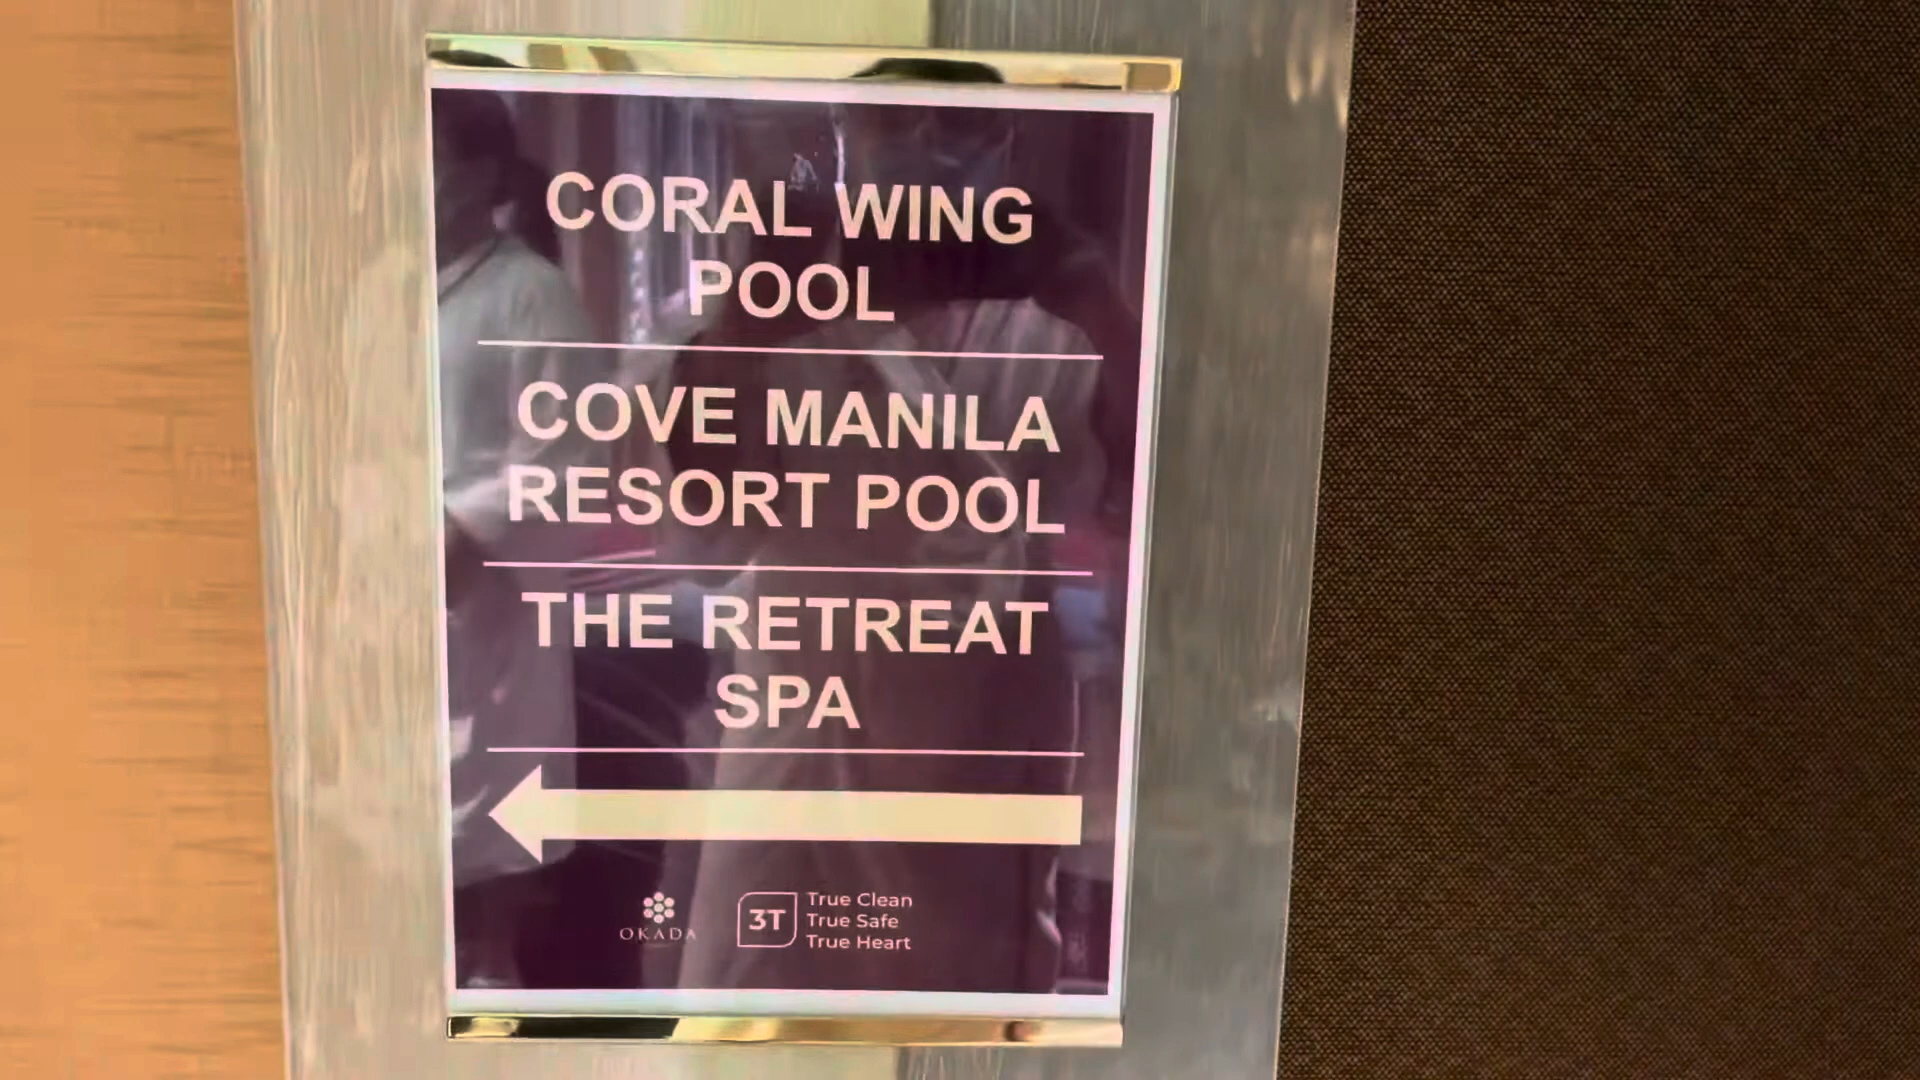 CORAL WING
POOL
COVE MANILA
RESORT POOL
THE RETREAT
SPA
OKADA
3T
True Clean
True Safe
True Heart